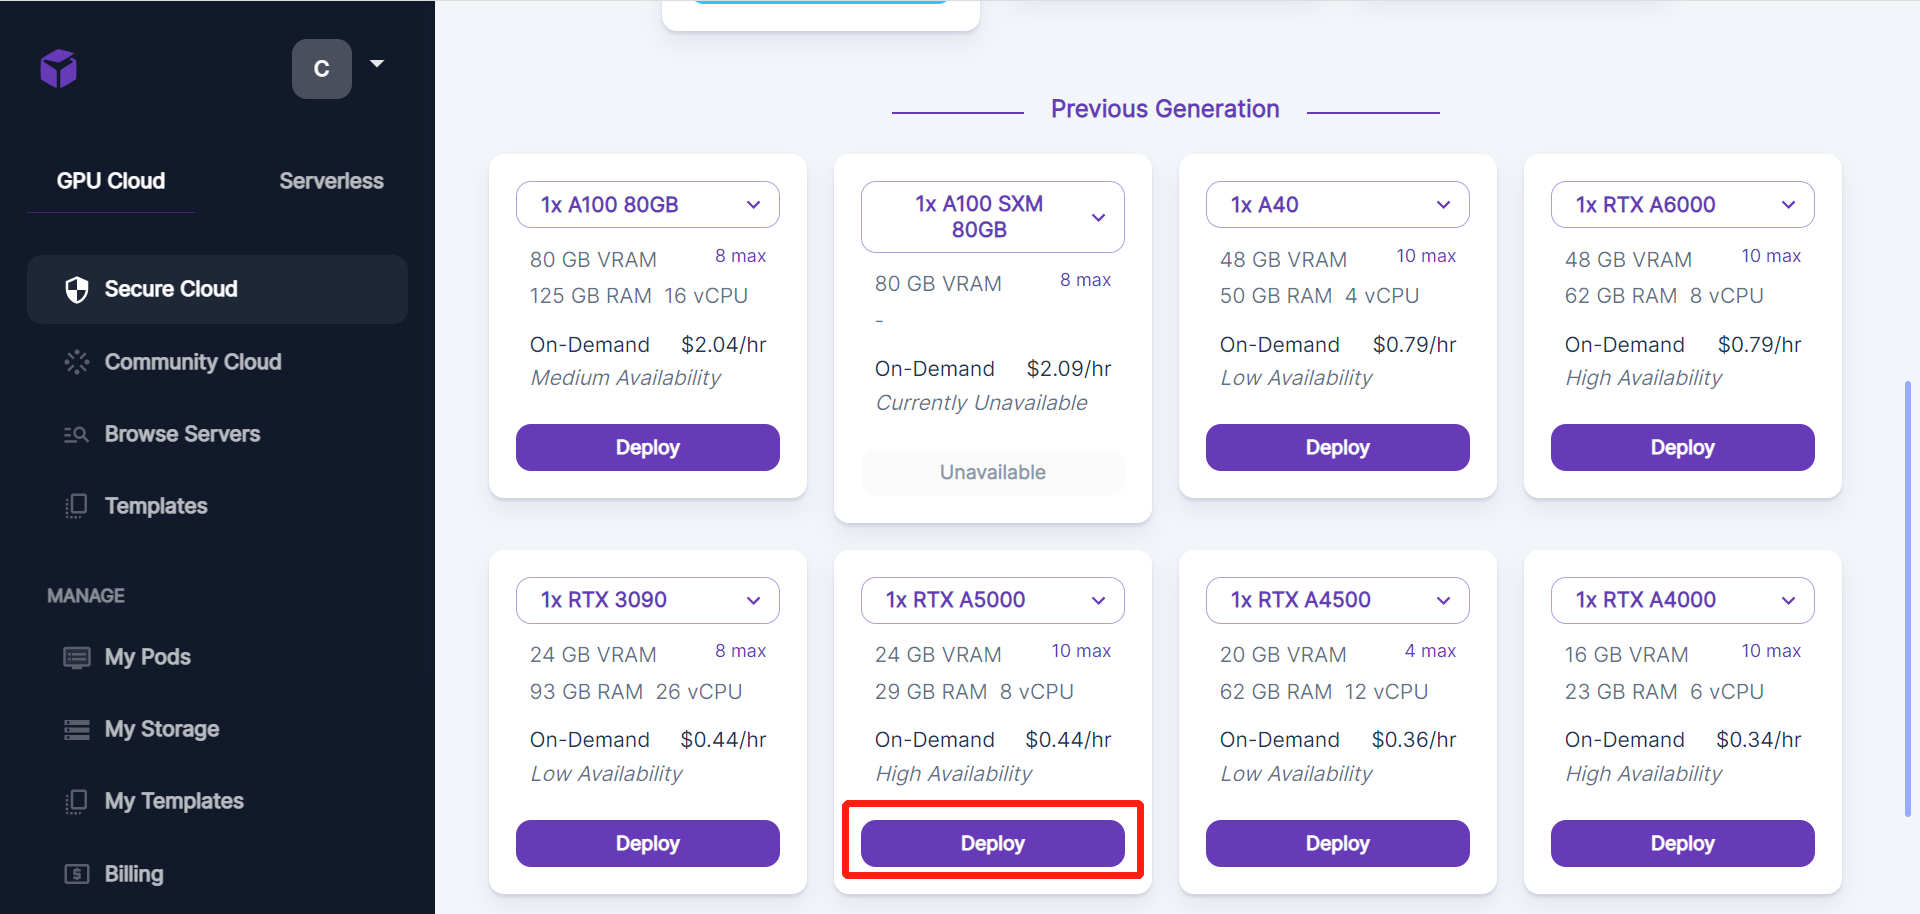 C
GPU Cloud
Serverless
Secure Cloud
Community Cloud
Browse Servers
Templates
MANAGE
My Pods
My Storage
My Templates
Billing
Previous Generation
1x A100 80GB
80 GB VRAM 8 max
125 GB RAM 16 vCPU
On-Demand $2.04/hr
Medium Availability
Deploy
1x A100 SXM
80GB
80 GB VRAM 8 max
-
On-Demand $2.09/hr
Currently Unavailable
Unavailable
1x A40
48 GB VRAM 10 max
50 GB RAM 4 vCPU
On-Demand $0.79/hr
Low Availability
Deploy
1x RTX A6000
48 GB VRAM 10 max
62 GB RAM 8 vCPU
On-Demand $0.79/hr
High Availability
Deploy
1x RTX 3090
24 GB VRAM 8 max
93 GB RAM 26 vCPU
On-Demand $0.44/hr
Low Availability
Deploy
1x RTX A5000
24 GB VRAM 10 max
29 GB RAM 8 vCPU
On-Demand $0.44/hr
High Availability
Deploy
1x RTX A4500
20 GB VRAM 4 max
62 GB RAM 12 vCPU
On-Demand $0.36/hr
Low Availability
Deploy
1x RTX A4000
16 GB VRAM 10 max
23 GB RAM 6 vCPU
On-Demand $0.34/hr
High Availability
Deploy